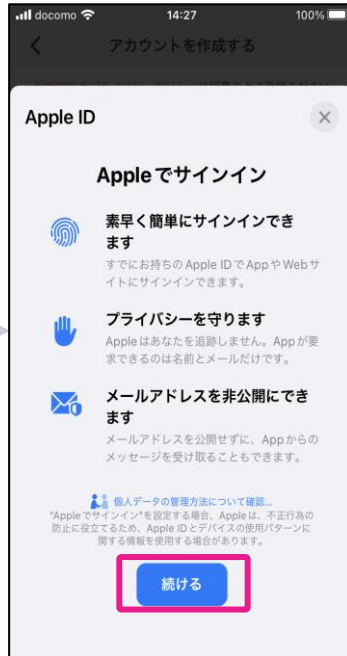 docomo 14:27 100%
アカウントを作成する
Apple ID
Appleでサインイン
素早く簡単にサインインでき
ます
すでにお持ちのApple IDでAppやWebサ
イトにサインインできます。
プライバシーを守ります
Appleはあなたを追跡しません。Appが要
求できるのは名前とメールだけです。
メールアドレスを非公開にでき
ます
メールアドレスを公開せずに、Appからの
メッセージを受け取ることもできます。
個人データの管理方法について確認...
"Appleでサインイン"を設定する場合、Appleは、不正行為の
防止に役立てるため、Apple IDとデバイスの使用パターンに
関する情報を使用する場合があります。
続ける